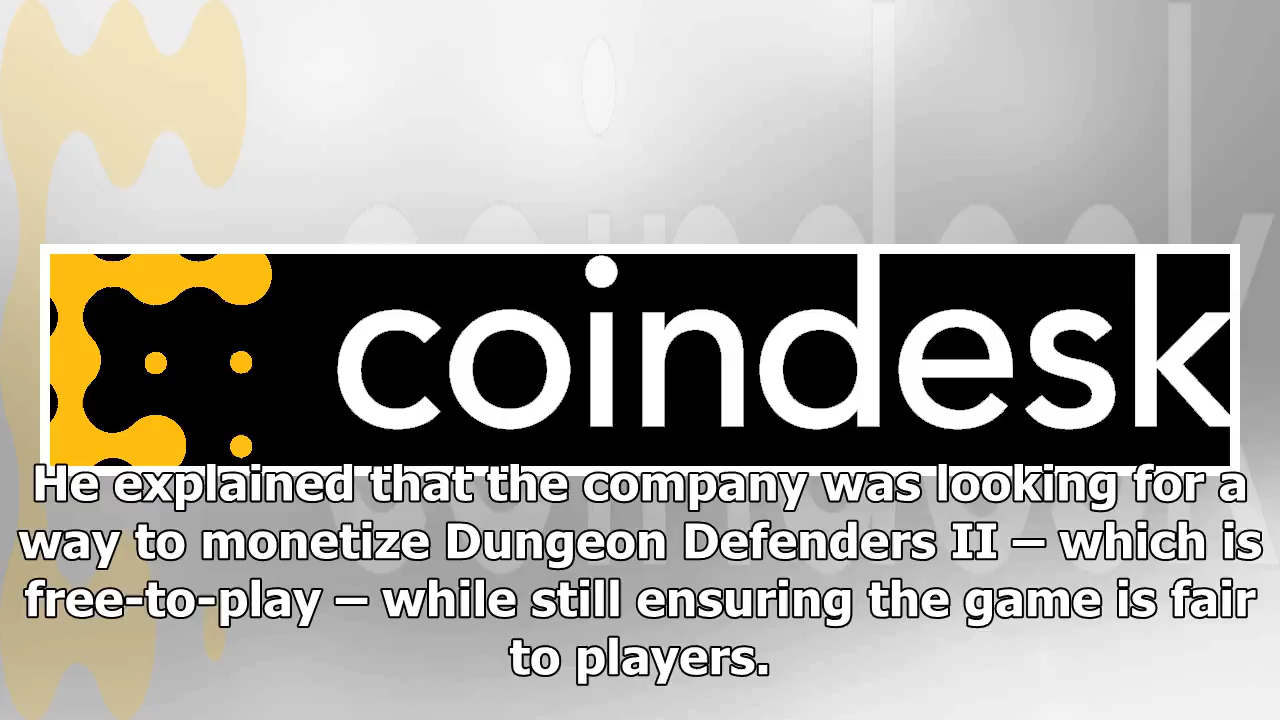 coindesk
He explained that the company was looking for a
way to monetize Dungeon Defenders II – which is
free-to-play – while still ensuring the game is fair
to players.